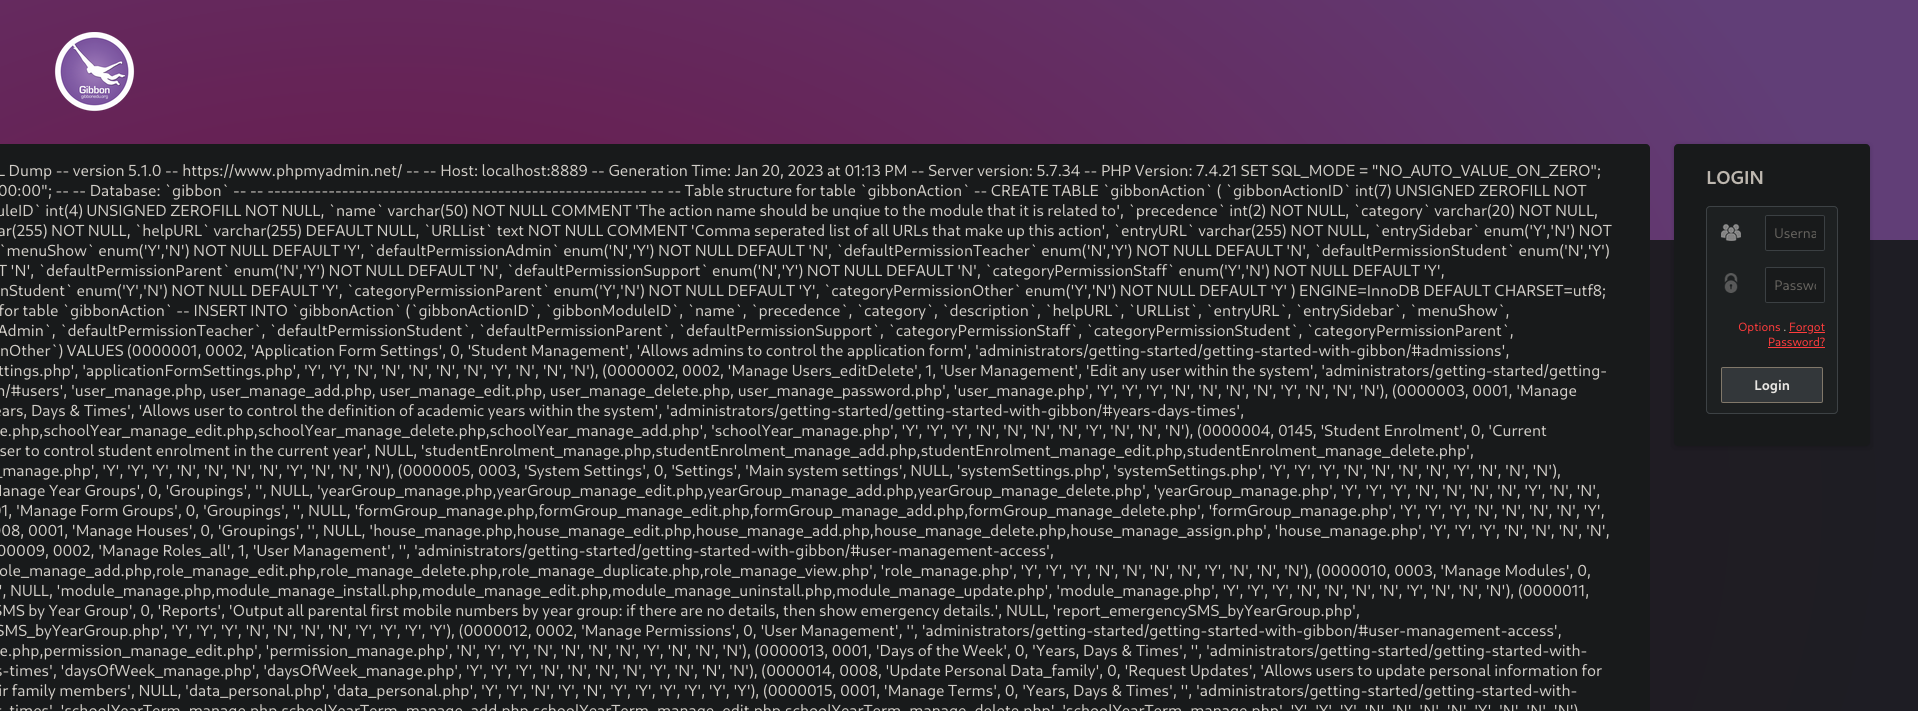 Gibbon
gibbonedu.org
L Dump -- version 5.1.0 -- https://www.phpmyadmin.net/ -- -- Host: localhost:8889 -- Generation Time: Jan 20, 2023 at 01:13 PM -- Server version: 5.7.34 -- PHP Version: 7.4.21 SET SQL_MODE = "NO_AUTO_VALUE_ON_ZERO";
00:00"; -- -- Database: `gibbon` -- -- -------------------------------------------------------- -- -- Table structure for table `gibbonAction` -- CREATE TABLE `gibbonAction` ( `gibbonActionID` int(7) UNSIGNED ZEROFILL NOT
uleID` int(4) UNSIGNED ZEROFILL NOT NULL, `name` varchar(50) NOT NULL COMMENT 'The action name should be unqiue to the module that it is related to', `precedence` int(2) NOT NULL, `category` varchar(20) NOT NULL,
ar(255) NOT NULL, `helpURL` varchar(255) DEFAULT NULL, `URLList` text NOT NULL COMMENT 'Comma seperated list of all URLs that make up this action', `entryURL` varchar(255) NOT NULL, `entrySidebar` enum('Y','N') NOT
`menuShow` enum('Y','N') NOT NULL DEFAULT 'Y', `defaultPermissionAdmin` enum('N','Y') NOT NULL DEFAULT 'N', `defaultPermissionTeacher` enum('N','Y') NOT NULL DEFAULT 'N', `defaultPermissionStudent` enum('N','Y')
T 'N', `defaultPermissionParent` enum('N','Y') NOT NULL DEFAULT 'N', `defaultPermissionSupport` enum('N','Y') NOT NULL DEFAULT 'N', `categoryPermissionStaff` enum('Y','N') NOT NULL DEFAULT 'Y',
onStudent` enum('Y','N') NOT NULL DEFAULT 'Y', `categoryPermissionParent` enum('Y','N') NOT NULL DEFAULT 'Y', `categoryPermissionOther` enum('Y','N') NOT NULL DEFAULT 'Y' ) ENGINE=InnoDB DEFAULT CHARSET=utf8;
for table `gibbonAction` -- INSERT INTO `gibbonAction` (`gibbonActionID`, `gibbonModuleID`, `name`, `precedence`, `category`, `description`, `helpURL`, `URLList`, `entryURL`, `entrySidebar`, `menuShow`,
Admin`, `defaultPermissionTeacher`, `defaultPermissionStudent`, `defaultPermissionParent`, `defaultPermissionSupport`, `categoryPermissionStaff`, `categoryPermissionStudent`, `categoryPermissionParent`,
onOther`) VALUES (0000001, 0002, 'Application Form Settings', 0, 'Student Management', 'Allows admins to control the application form', 'administrators/getting-started/getting-started-with-gibbon/#admissions',
ttings.php', 'applicationFormSettings.php', 'Y', 'Y', 'N', 'N', 'N', 'N', 'Y', 'N', 'N', 'N'), (0000002, 0002, 'Manage Users_editDelete', 1, 'User Management', 'Edit any user within the system', 'administrators/getting-started/getting-
n/#users', 'user_manage.php, user_manage_add.php, user_manage_edit.php, user_manage_delete.php, user_manage_password.php', 'user_manage.php', 'Y', 'Y', 'Y', 'N', 'N', 'N', 'N', 'Y', 'N', 'N', 'N'), (0000003, 0001, 'Manage
ears, Days & Times', 'Allows user to control the definition of academic years within the system', 'administrators/getting-started/getting-started-with-gibbon/#years-days-times',
e.php,schoolYear_manage_edit.php,schoolYear_manage_delete.php,schoolYear_manage_add.php', 'schoolYear_manage.php', 'Y', 'Y', 'Y', 'N', 'N', 'N', 'N', 'Y', 'N', 'N', 'N'), (0000004, 0145, 'Student Enrolment', 0, 'Current
ser to control student enrolment in the current year', NULL, 'studentEnrolment_manage.php,studentEnrolment_manage_add.php,studentEnrolment_manage_edit.php,studentEnrolment_manage_delete.php',
_manage.php', 'Y', 'Y', 'Y', 'N', 'N', 'N', 'N', 'Y', 'N', 'N', 'N'), (0000005, 0003, 'System Settings', 0, 'Settings', 'Main system settings', NULL, 'systemSettings.php', 'systemSettings.php', 'Y', 'Y', 'Y', 'N', 'N', 'N', 'N', 'Y', 'N', 'N', 'N'),
Manage Year Groups', 0, 'Groupings', '', NULL, 'yearGroup_manage.php,yearGroup_manage_edit.php,yearGroup_manage_add.php,yearGroup_manage_delete.php', 'yearGroup_manage.php', 'Y', 'Y', 'Y', 'N', 'N', 'N', 'N', 'Y', 'N', 'N',
01, 'Manage Form Groups', 0, 'Groupings', '', NULL, 'formGroup_manage.php,formGroup_manage_edit.php,formGroup_manage_add.php,formGroup_manage_delete.php', 'formGroup_manage.php', 'Y', 'Y', 'Y', 'N', 'N', 'N', 'N', 'Y',
008, 0001, 'Manage Houses', 0, 'Groupings', '', NULL, 'house_manage.php,house_manage_edit.php,house_manage_add.php,house_manage_delete.php,house_manage_assign.php', 'house_manage.php', 'Y', 'Y', 'Y', 'N', 'N', 'N', 'N',
00009, 0002, 'Manage Roles_all', 1, 'User Management', '', 'administrators/getting-started/getting-started-with-gibbon/#user-management-access',
ole_manage_add.php,role_manage_edit.php,role_manage_delete.php,role_manage_duplicate.php,role_manage_view.php', 'role_manage.php', 'Y', 'Y', 'Y', 'N', 'N', 'N', 'N', 'Y', 'N', 'N', 'N'), (0000010, 0003, 'Manage Modules', 0,
', NULL, 'module_manage.php,module_manage_install.php,module_manage_edit.php,module_manage_uninstall.php,module_manage_update.php', 'module_manage.php', 'Y', 'Y', 'Y', 'N', 'N', 'N', 'N', 'Y', 'N', 'N', 'N'), (0000011,
SMS by Year Group', 0, 'Reports', 'Output all parental first mobile numbers by year group: if there are no details, then show emergency details.', NULL, 'report_emergencySMS_byYearGroup.php',
SMS_byYearGroup.php', 'Y', 'Y', 'Y', 'N', 'N', 'N', 'N', 'Y', 'Y', 'Y', 'Y'), (0000012, 0002, 'Manage Permissions', 0, 'User Management', '', 'administrators/getting-started/getting-started-with-gibbon/#user-management-access',
e.php,permission_manage_edit.php', 'permission_manage.php', 'N', 'Y', 'Y', 'N', 'N', 'N', 'N', 'Y', 'N', 'N', 'N'), (0000013, 0001, 'Days of the Week', 0, 'Years, Days & Times', '', 'administrators/getting-started/getting-started-with-
s-times', 'daysOfWeek_manage.php', 'daysOfWeek_manage.php', 'Y', 'Y', 'Y', 'N', 'N', 'N', 'N', 'Y', 'N', 'N', 'N'), (0000014, 0008, 'Update Personal Data_family', 0, 'Request Updates', 'Allows users to update personal information for
ir family members', NULL, 'data_personal.php', 'data_personal.php', 'Y', 'Y', 'N', 'Y', 'N', 'Y', 'Y', 'Y', 'Y', 'Y', 'Y'), (0000015, 0001, 'Manage Terms', 0, 'Years, Days & Times', '', 'administrators/getting-started/getting-started-with-
s-times', 'schoolYearTerm_manage.php,schoolYearTerm_manage_add.php,schoolYearTerm_manage_edit.php,schoolYearTerm_manage_delete.php', 'schoolYearTerm_manage.php', 'Y', 'Y', 'Y', 'N', 'N', 'N', 'N', 'Y', 'N', 'N', 'N'),
LOGIN
Userna
Passwo
Options . Forgot
Password?
Login